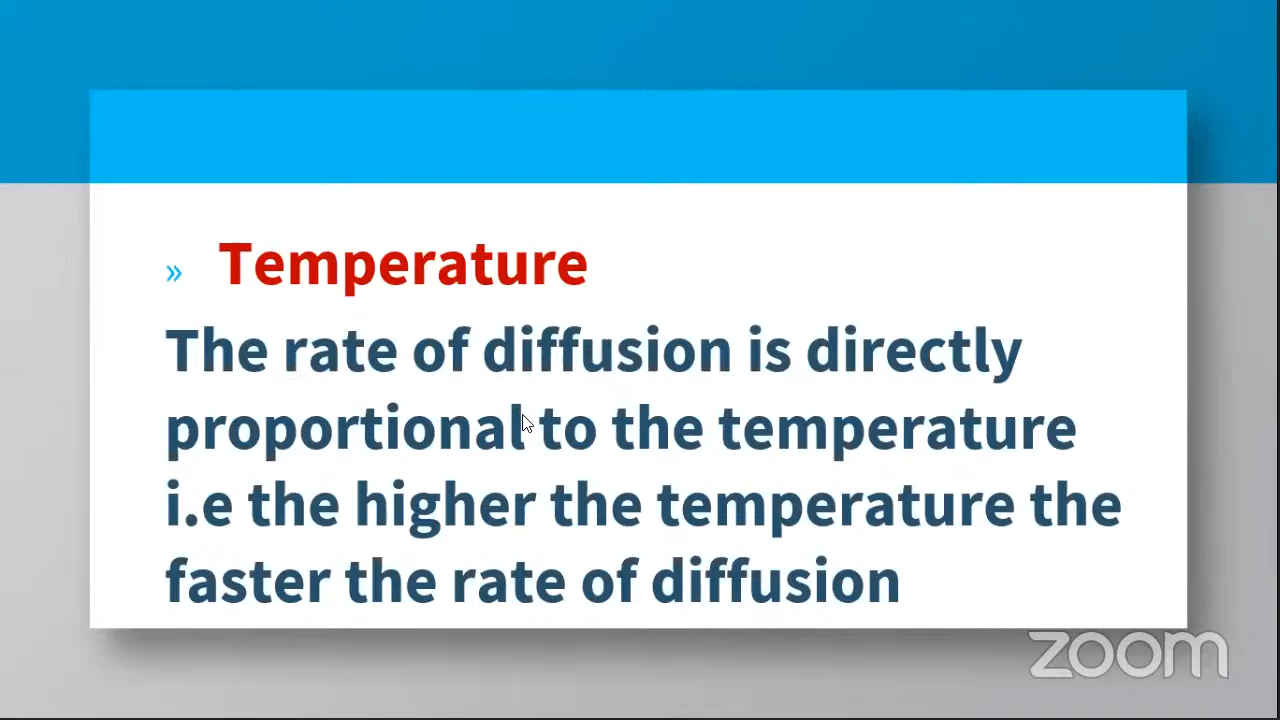 » Temperature
The rate of diffusion is directly
proportional to the temperature
i.e the higher the temperature the
faster the rate of diffusion
zoom